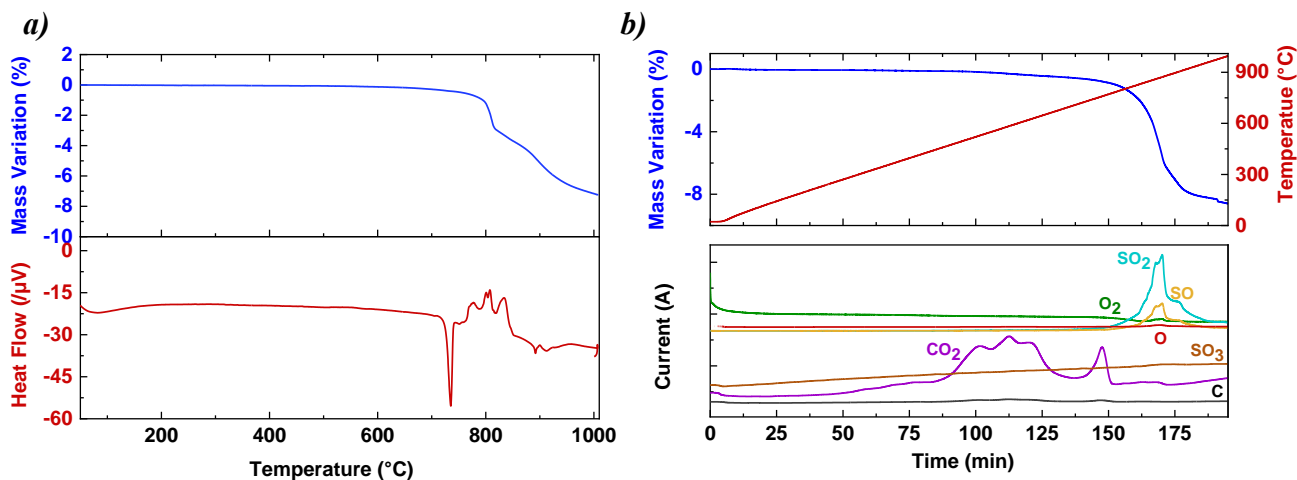 a)
Mass Variation (%)
2
0
-2
-4
-6
-8
-10
Heat Flow (/µV)
0
-15
-30
-45
-60
200
400
600
800
1000
Temperature (°C)
b)
Mass Variation (%)
0
-4
-8
900
600
300
0
Temperatue (°C)
Current (A)
SO2
SO
O2
O
CO2
SO3
C
0
25
50
75
100
125
150
175
Time (min)